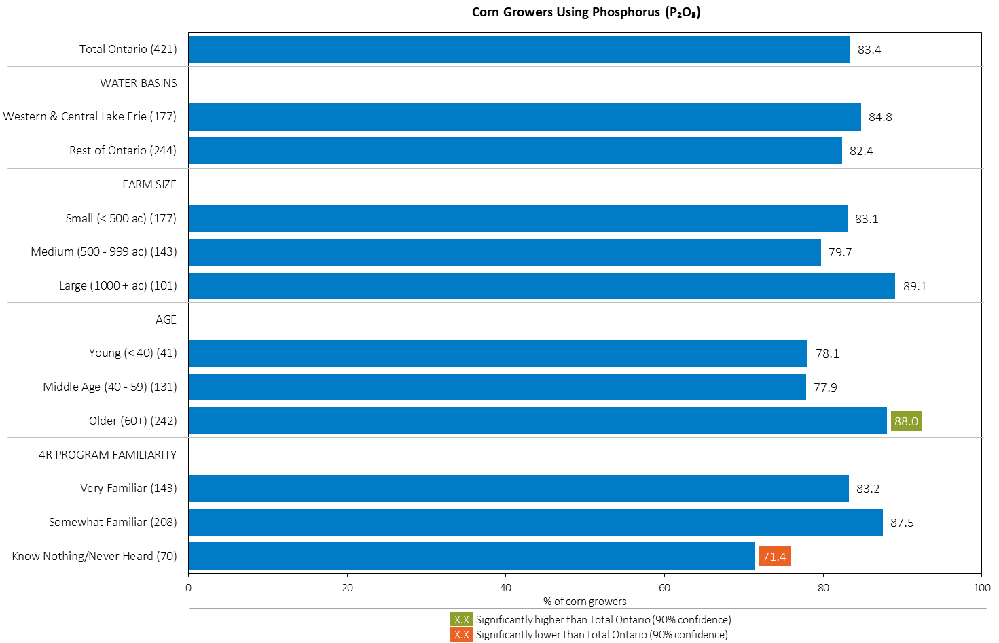 Corn Growers Using Phosphorus (P₂O₅)
Total Ontario (421) 83.4
WATER BASINS
Western & Central Lake Erie (177) 84.8
Rest of Ontario (244) 82.4
FARM SIZE
Small (< 500 ac) (177) 83.1
Medium (500 - 999 ac) (143) 79.7
Large (1000 + ac) (101) 89.1
AGE
Young (< 40) (41) 78.1
Middle Age (40 - 59) (131) 77.9
Older (60+) (242) 88.0
4R PROGRAM FAMILIARITY
Very Familiar (143) 83.2
Somewhat Familiar (208) 87.5
Know Nothing/Never Heard (70) 71.4
0 20 40 60 80 100
% of corn growers
X.X Significantly higher than Total Ontario (90% confidence)
X.X Significantly lower than Total Ontario (90% confidence)